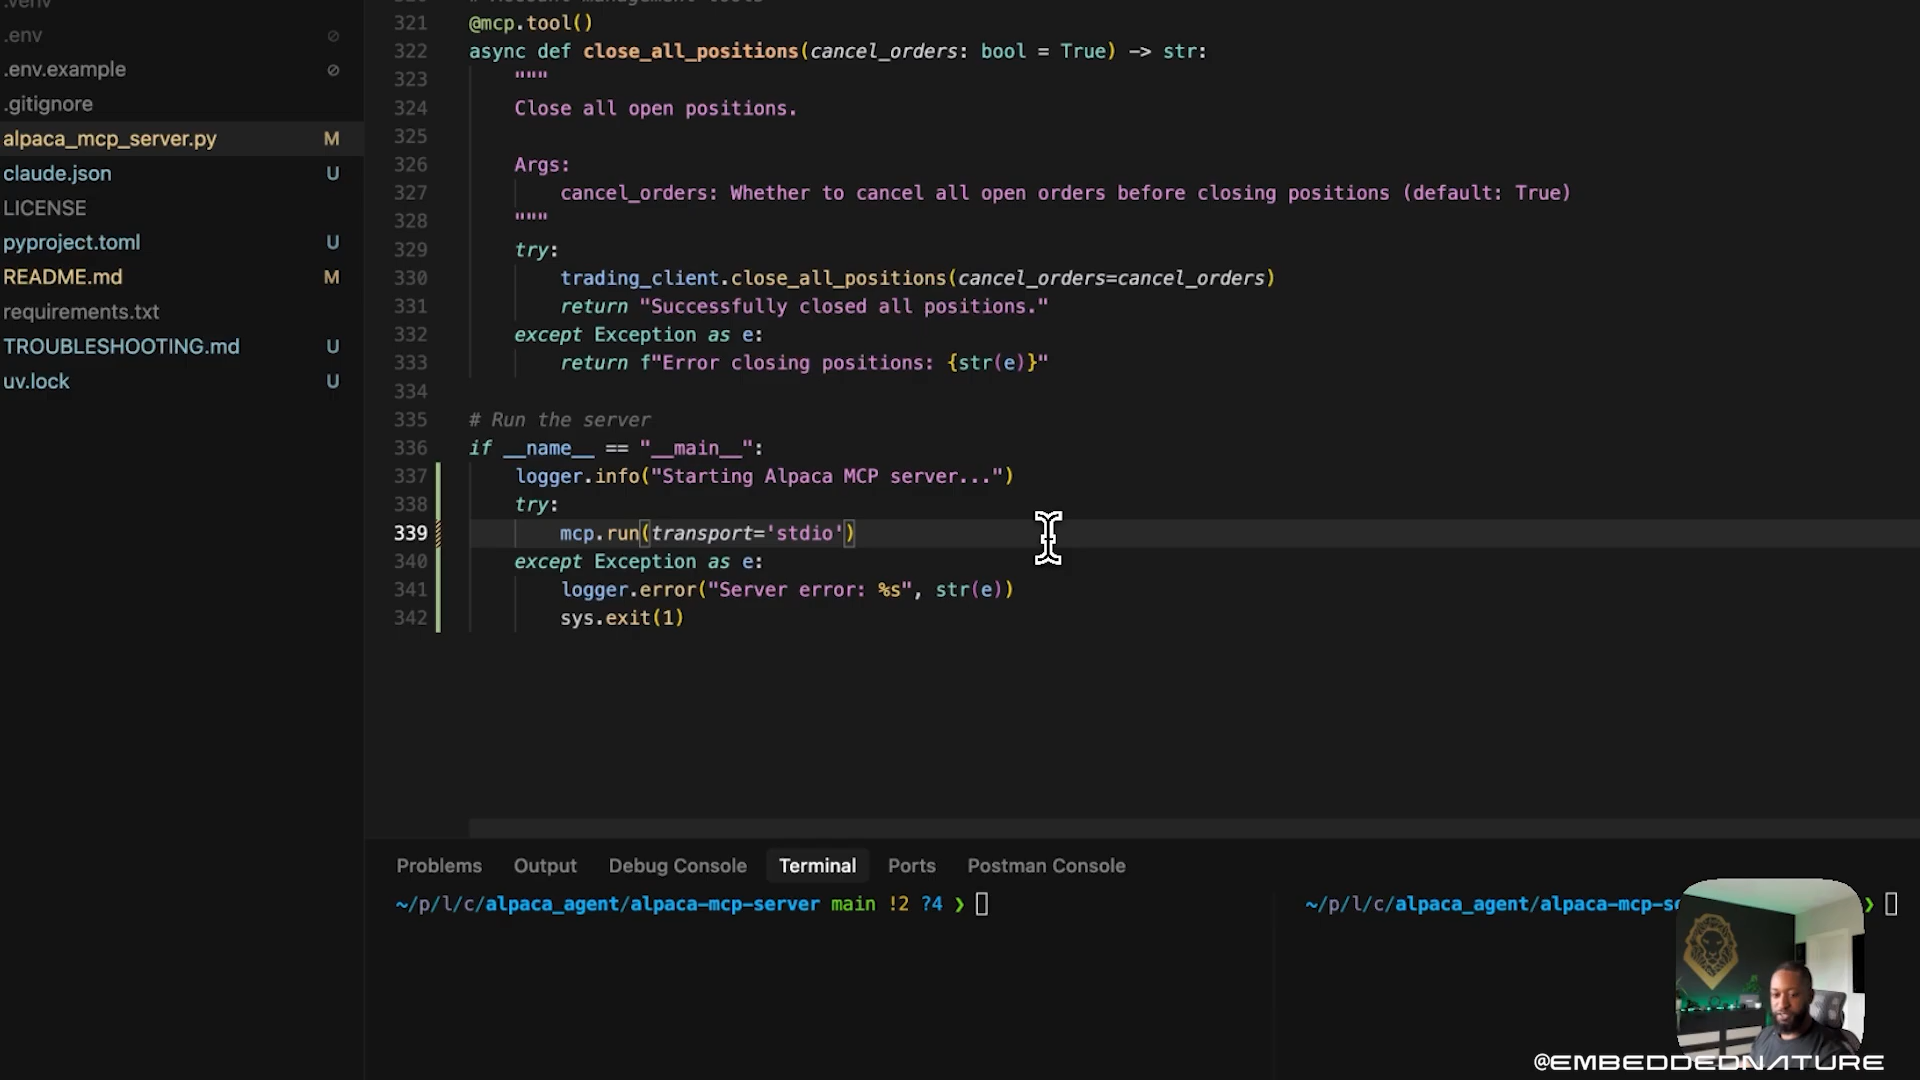 .venv
.env
.env.example
.gitignore
alpaca_mcp_server.py M
claude.json U
LICENSE
pyproject.toml U
README.md M
requirements.txt
TROUBLESHOOTING.md U
uv.lock U
320 # Account management tools
321 @mcp.tool()
322 async def close_all_positions(cancel_orders: bool = True) -> str:
323 """
324 Close all open positions.
325
326 Args:
327 cancel_orders: Whether to cancel all open orders before closing positions (default: True)
328 """
329 try:
330 trading_client.close_all_positions(cancel_orders=cancel_orders)
331 return "Successfully closed all positions."
332 except Exception as e:
333 return f"Error closing positions: {str(e)}"
334
335 # Run the server
336 if __name__ == "__main__":
337 logger.info("Starting Alpaca MCP server...")
338 try:
339 mcp.run(transport='stdio')
340 except Exception as e:
341 logger.error("Server error: %s", str(e))
342 sys.exit(1)
Problems Output Debug Console Terminal Ports Postman Console
~/p/l/c/alpaca_agent/alpaca-mcp-server main !2 ?4 ❯
~/p/l/c/alpaca_agent/alpaca-mcp-se ❯
@EMBEDDEDNATURE